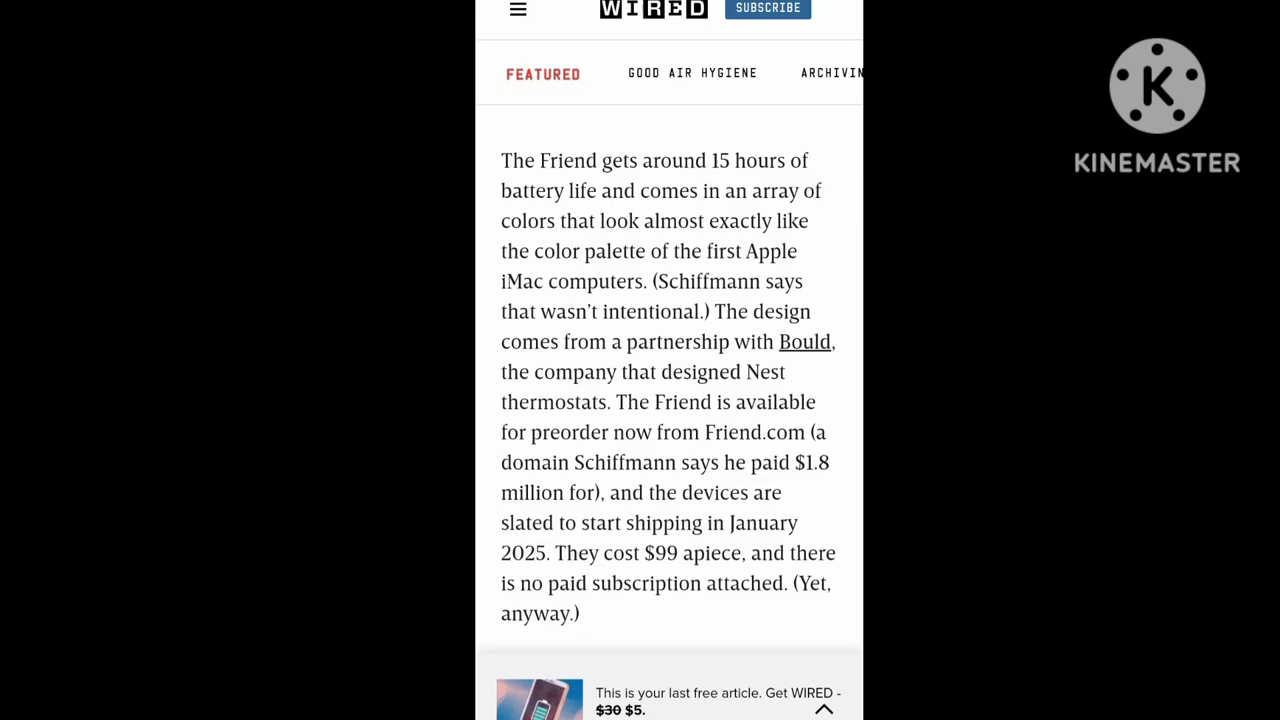 WIRED
SUBSCRIBE
FEATURED
GOOD AIR HYGIENE
ARCHIVIN
K
KINEMASTER
The Friend gets around 15 hours of
battery life and comes in an array of
colors that look almost exactly like
the color palette of the first Apple
iMac computers. (Schiffmann says
that wasn’t intentional.) The design
comes from a partnership with Bould,
the company that designed Nest
thermostats. The Friend is available
for preorder now from Friend.com (a
domain Schiffmann says he paid $1.8
million for), and the devices are
slated to start shipping in January
2025. They cost $99 apiece, and there
is no paid subscription attached. (Yet,
anyway.)
This is your last free article. Get WIRED -
$30 $5.